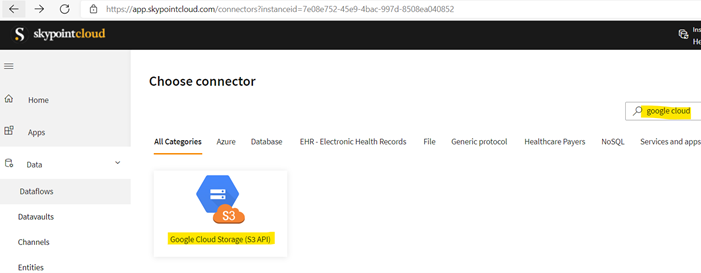 https://app.skypointcloud.com/connectors?instanceid=7e08e752-45e9-4bac-997d-8508ea040852
S skypointcloud
Ins
He
Choose connector
google cloud
Home
Apps
Data
Dataflows
Datavaults
Channels
Entities
All Categories Azure Database EHR - Electronic Health Records File Generic protocol Healthcare Payers NoSQL Services and apps
S3
Google Cloud Storage (S3 API)